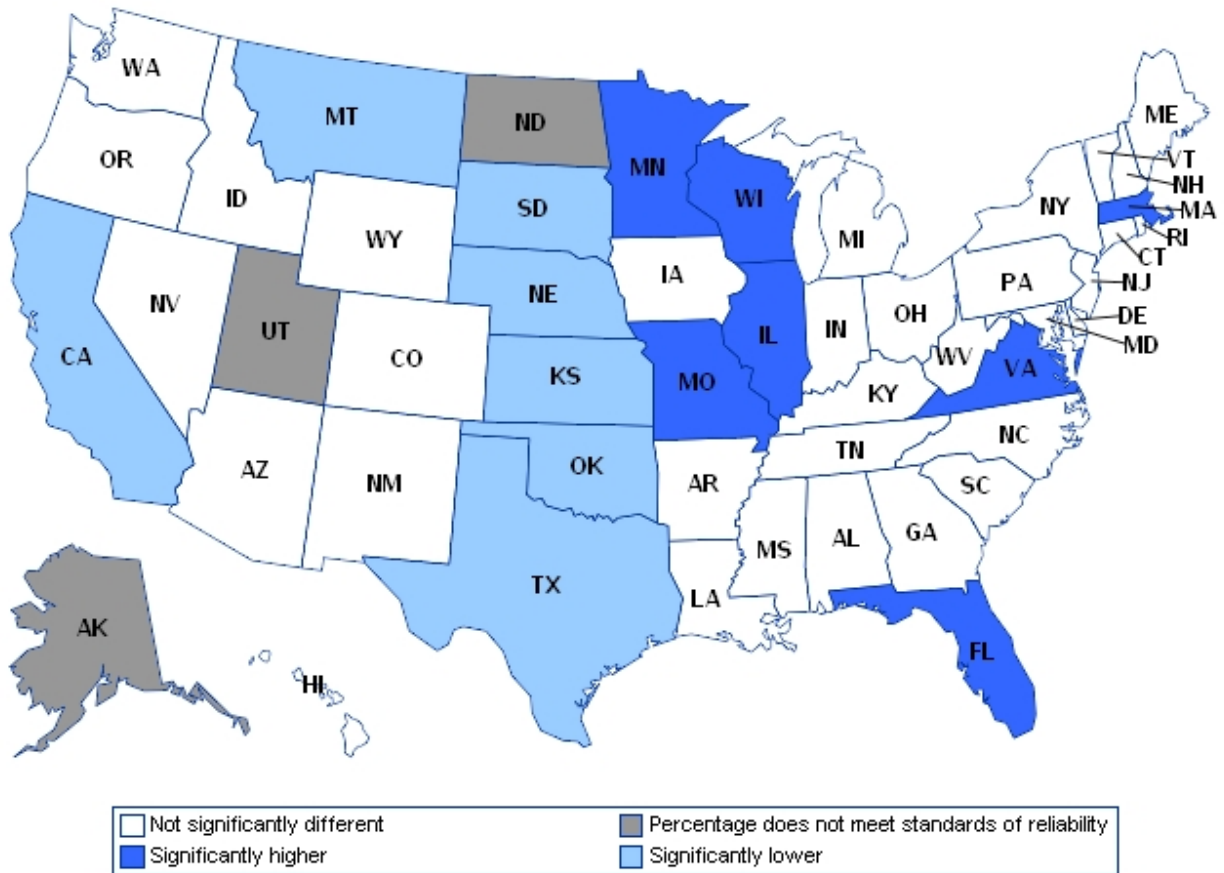 WA
MT
ND
ME
OR
MN
VT
ID
SD
WI
NH
NY
MA
WY
MI
RI
CT
IA
PA
NJ
NV
NE
OH
DE
UT
IN
CA
CO
IL
MD
KS
MO
WV
VA
KY
NC
TN
AZ
OK
NM
AR
SC
GA
MS
AL
TX
LA
AK
FL
HI
Not significantly different
Percentage does not meet standards of reliability
Significantly higher
Significantly lower